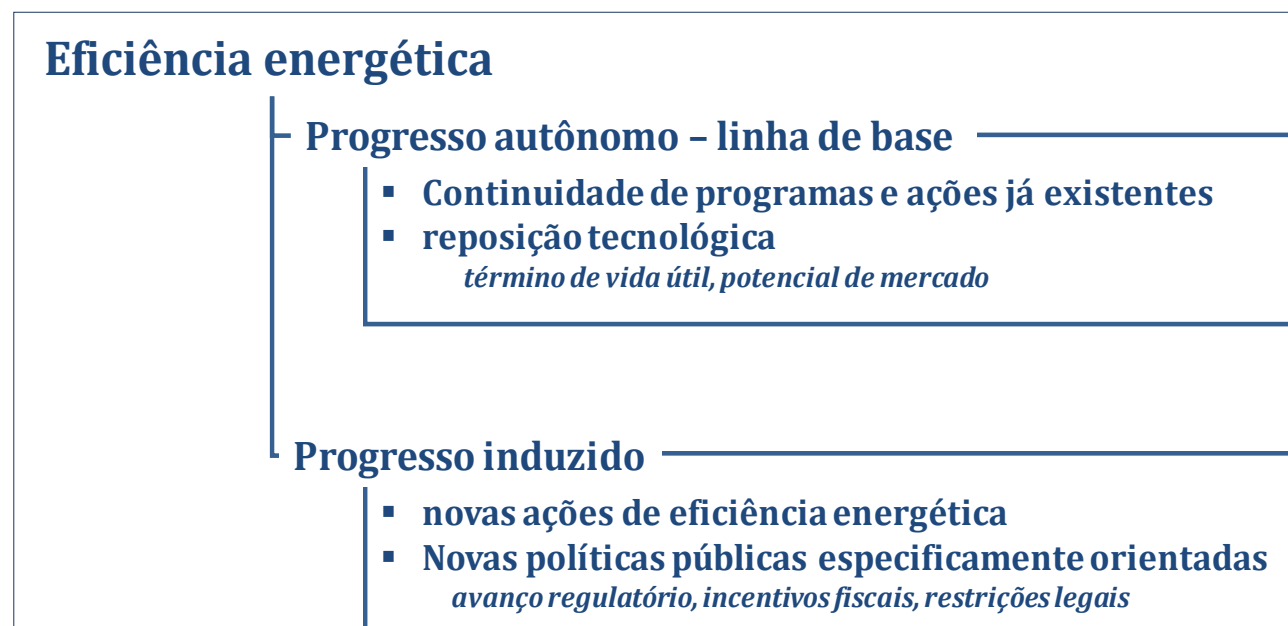 Eficiência energética
Progresso autônomo – linha de base
▪ Continuidade de programas e ações já existentes
▪ reposição tecnológica
término de vida útil, potencial de mercado
Progresso induzido
▪ novas ações de eficiência energética
▪ Novas políticas públicas especificamente orientadas
avanço regulatório, incentivos fiscais, restrições legais